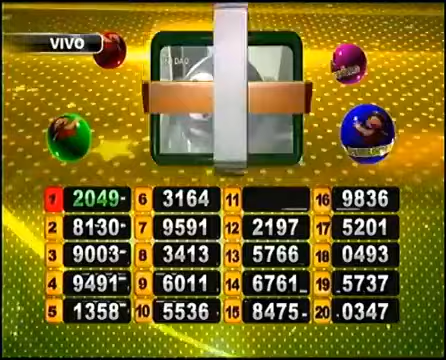 VIVO
1 2049 6 3164 11 16 9836
2 8130 7 9591 12 2197 17 5201
3 9003 8 3413 13 5766 18 0493
4 9491 9 6011 14 6761 19 5737
5 1358 10 5536 15 8475 20 0347